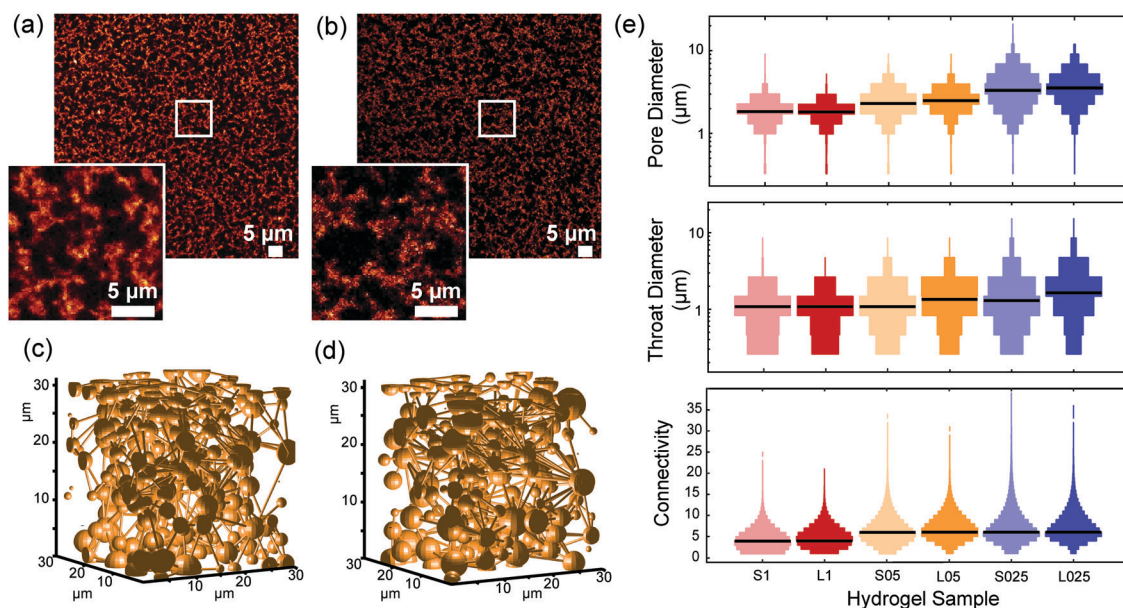 (a)
5 μm
5 μm
(b)
5 μm
5 μm
(c)
μm
30
20
10
30
20
10
μm
10
20
30
μm
(d)
μm
30
20
10
30
20
10
μm
10
20
30
μm
(e)
Pore Diameter
(μm)
10
1
Throat Diameter
(μm)
10
1
Connectivity
35
30
25
20
15
10
5
0
S1 L1 S05 L05 S025 L025
Hydrogel Sample